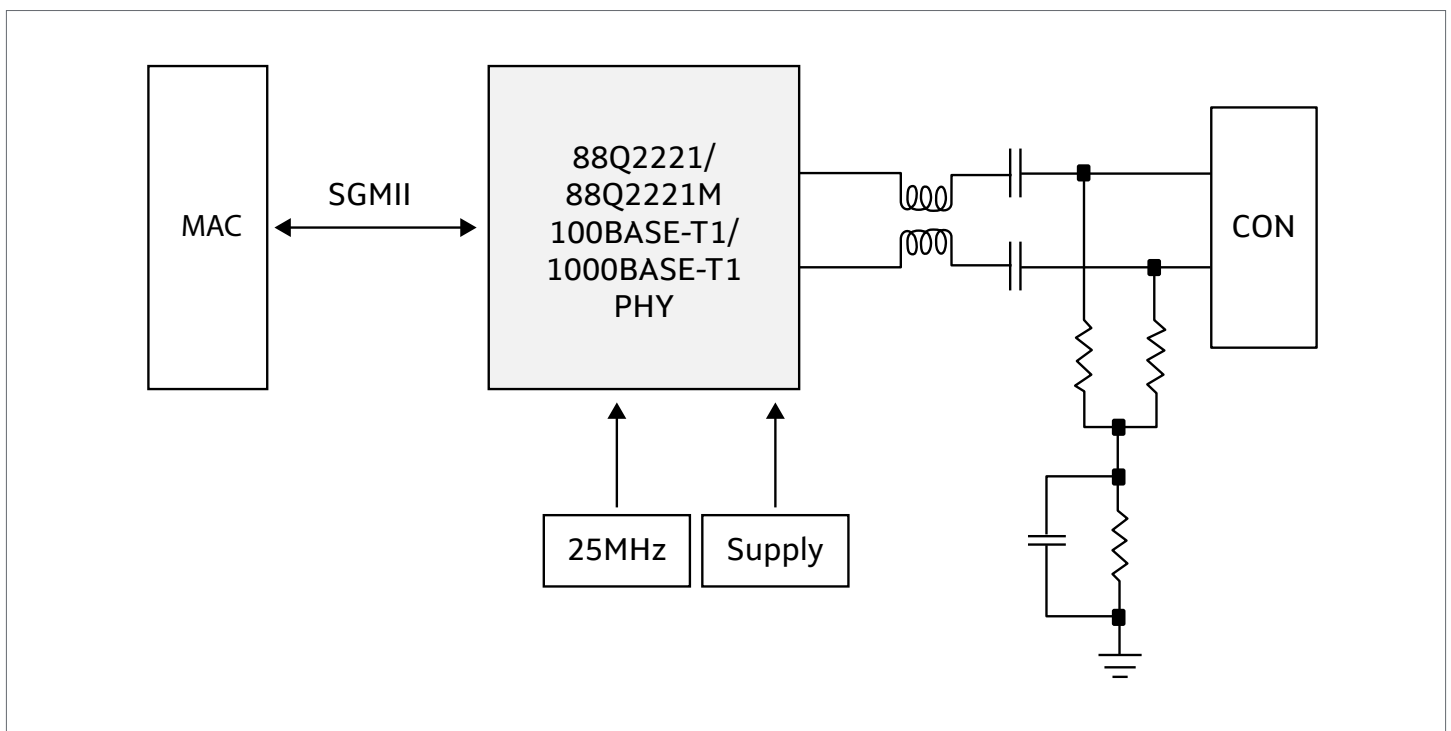 MAC
SGMII
88Q2221/
88Q2221M
100BASE-T1/
1000BASE-T1
PHY
CON
25MHz
Supply